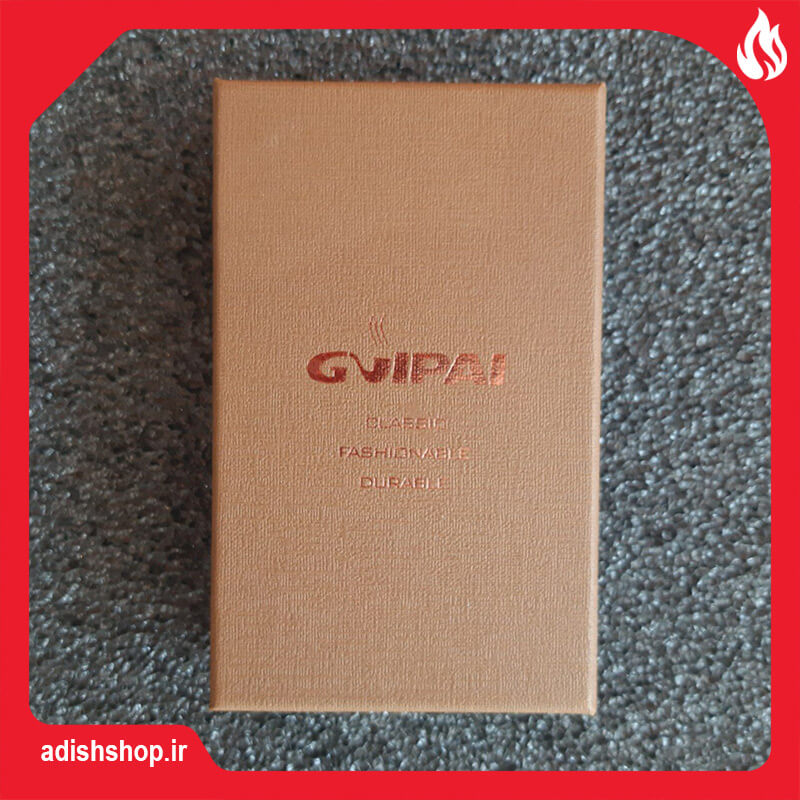 GVIPAI
CLASSIC
FASHIONABLE
DURABLE
adishshop.ir